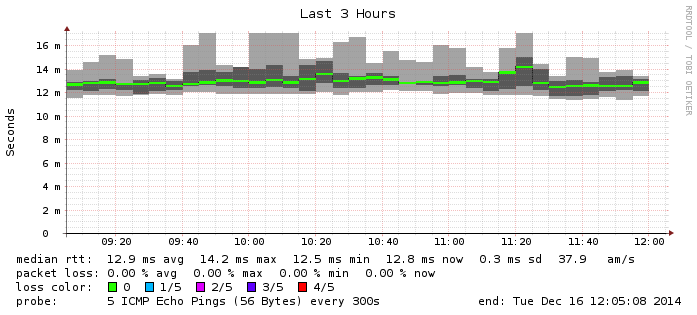 Last 3 Hours
RRDTOOL / TOBI OETIKER
Seconds
16 m
14 m
12 m
10 m
8 m
6 m
4 m
2 m
0
09:20 09:40 10:00 10:20 10:40 11:00 11:20 11:40 12:00
median rtt: 12.9 ms avg 14.2 ms max 12.5 ms min 12.8 ms now 0.3 ms sd 37.9 am/s
packet loss: 0.00 % avg 0.00 % max 0.00 % min 0.00 % now
loss color: 0 1/5 2/5 3/5 4/5
probe: 5 ICMP Echo Pings (56 Bytes) every 300s end: Tue Dec 16 12:05:08 2014